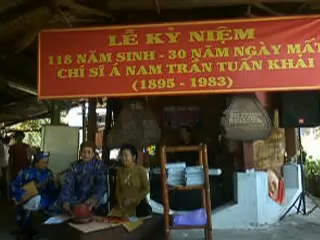 LỄ KỶ NIỆM
118 NĂM SINH - 30 NĂM NGÀY MẤT
CHÍ SĨ Á NAM TRẦN TUẤN KHẢI
(1895 - 1983)